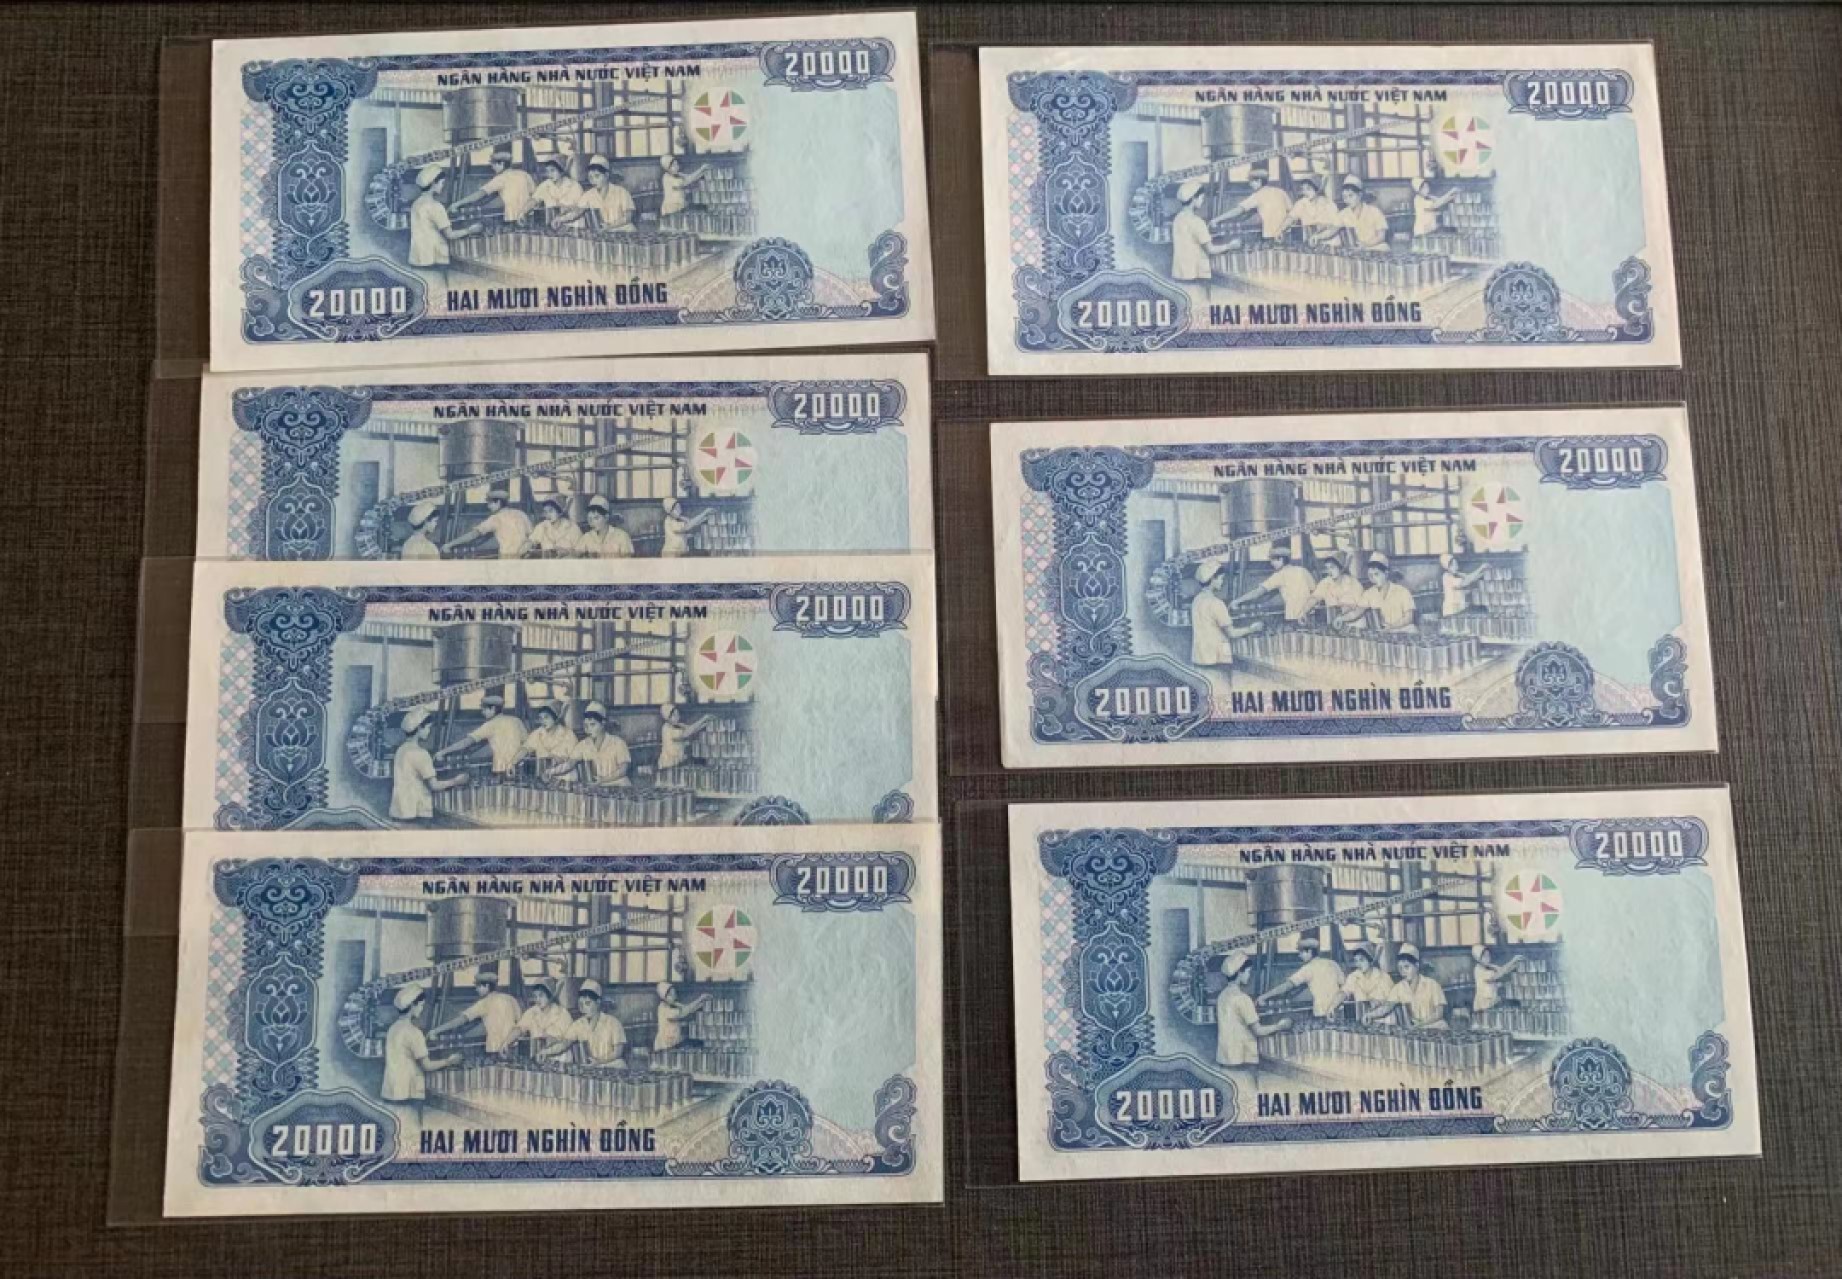 NGÂN HÀNG NHÀ NƯỚC VIỆT NAM
20000
20000
HAI MƯƠI NGHÌN ĐỒNG
NGÂN HÀNG NHÀ NƯỚC VIỆT NAM
20000
NGÂN HÀNG NHÀ NƯỚC VIỆT NAM
20000
NGÂN HÀNG NHÀ NƯỚC VIỆT NAM
20000
20000
HAI MƯƠI NGHÌN ĐỒNG
NGÂN HÀNG NHÀ NƯỚC VIỆT NAM
20000
20000
HAI MƯƠI NGHÌN ĐỒNG
NGÂN HÀNG NHÀ NƯỚC VIỆT NAM
20000
20000
HAI MƯƠI NGHÌN ĐỒNG
NGÂN HÀNG NHÀ NƯỚC VIỆT NAM
20000
20000
HAI MƯƠI NGHÌN ĐỒNG